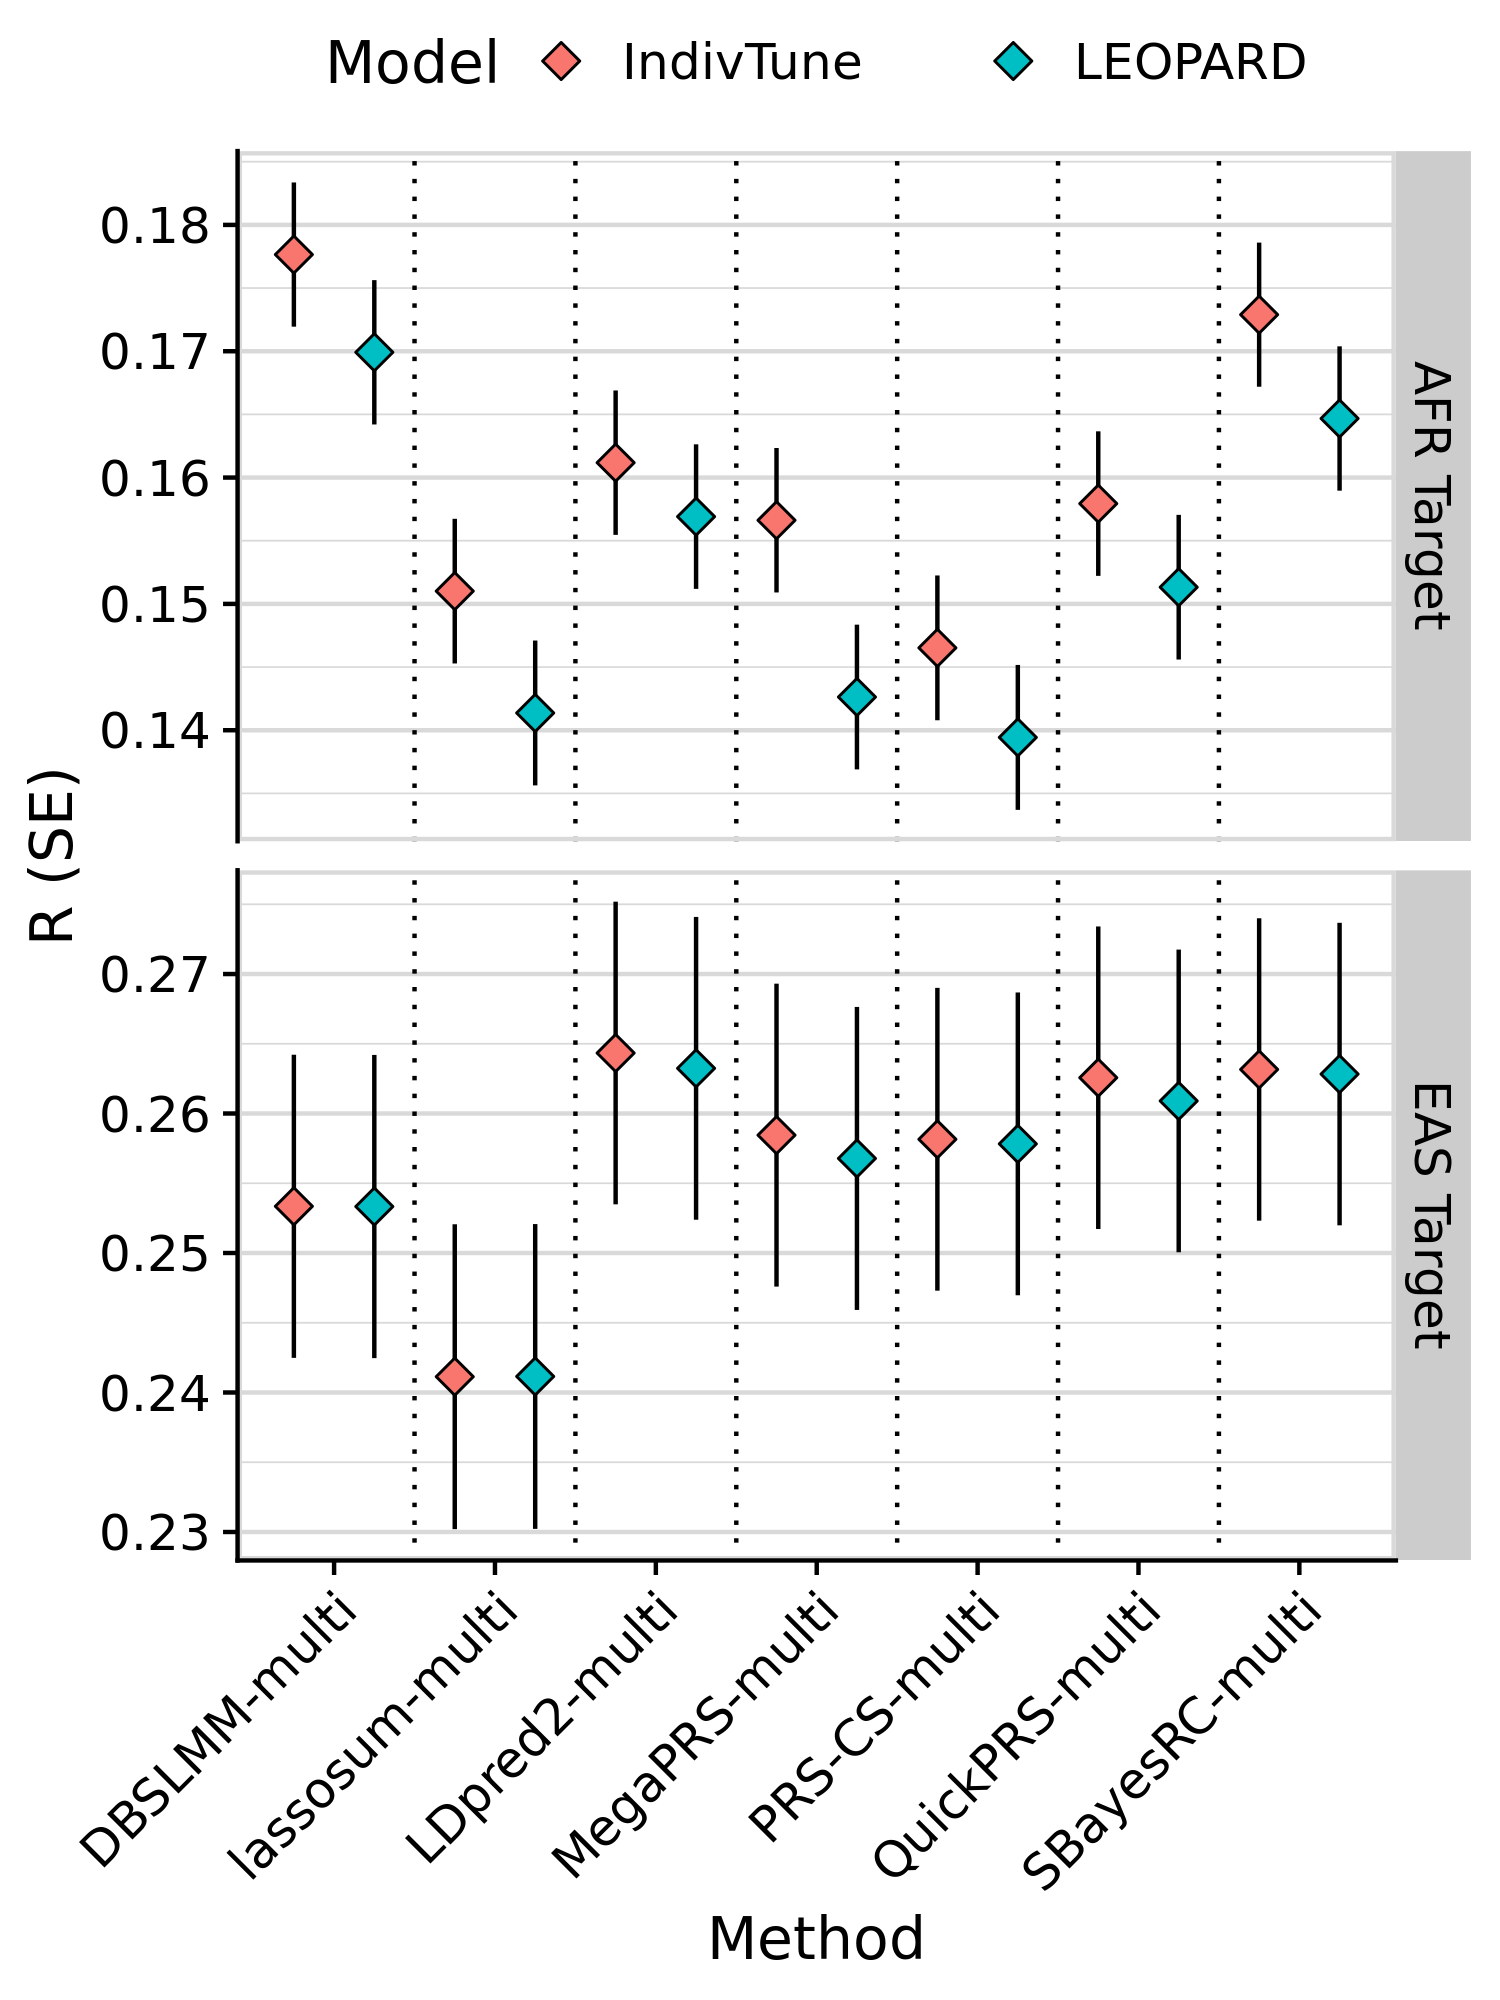 Model IndivTune LEOPARD
0.18
0.17
0.16
0.15
0.14
AFR Target
R (SE)
0.27
0.26
0.25
0.24
0.23
EAS Target
DBSLMM-multi
lassosum-multi
LDpred2-multi
MegaPRS-multi
PRS-CS-multi
QuickPRS-multi
SBayesRC-multi
Method